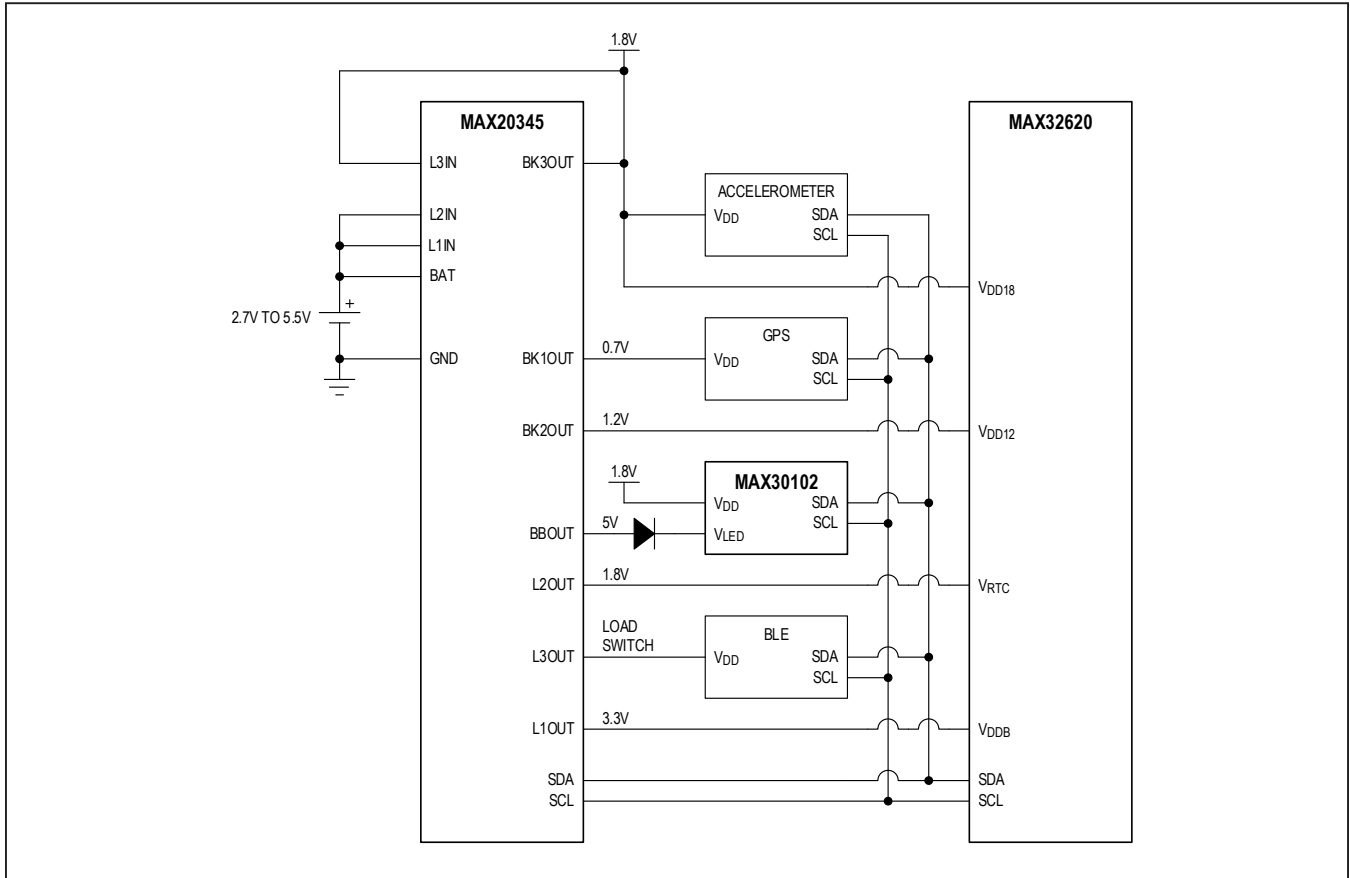 1.8V
MAX20345
MAX32620
L3IN
BK3OUT
ACCELEROMETER
VDD
SDA
SCL
L2IN
L1IN
BAT
VDD18
2.7V TO 5.5V
+
GPS
GND
BK1OUT
0.7V
VDD
SDA
SCL
BK2OUT
1.2V
VDD12
1.8V
MAX30102
VDD
SDA
SCL
BBOUT
5V
VLED
L2OUT
1.8V
VRTC
LOAD
SWITCH
BLE
L3OUT
VDD
SDA
SCL
L1OUT
3.3V
VDDB
SDA
SDA
SCL
SCL